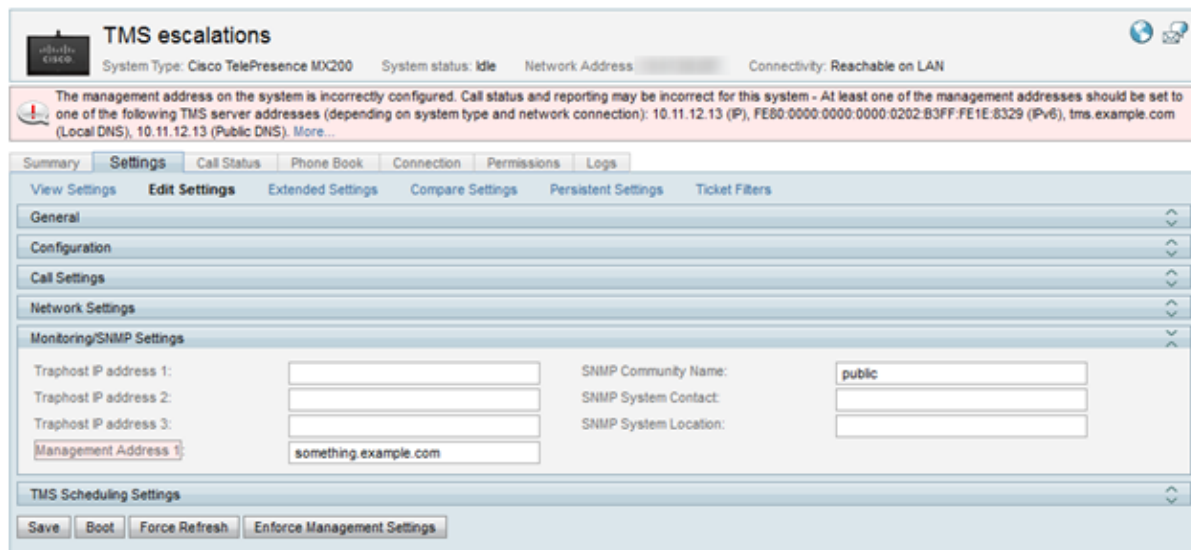 TMS escalations
CISCO
System Type: Cisco TelePresence MX200 System status: Idle Network Address Connectivity: Reachable on LAN
The management address on the system is incorrectly configured. Call status and reporting may be incorrect for this system - At least one of the management addresses should be set to
one of the following TMS server addresses (depending on system type and network connection): 10.11.12.13 (IP), FE80:0000:0000:0000:0202:B3FF:FE1E:8329 (IPv6), tms.example.com
(Local DNS), 10.11.12.13 (Public DNS). More...
Summary Settings Call Status Phone Book Connection Permissions Logs
View Settings Edit Settings Extended Settings Compare Settings Persistent Settings Ticket Filters
General
Configuration
Call Settings
Network Settings
Monitoring/SNMP Settings
Traphost IP address 1: SNMP Community Name: public
Traphost IP address 2: SNMP System Contact:
Traphost IP address 3: SNMP System Location:
Management Address 1: something.example.com
TMS Scheduling Settings
Save Boot Force Refresh Enforce Management Settings